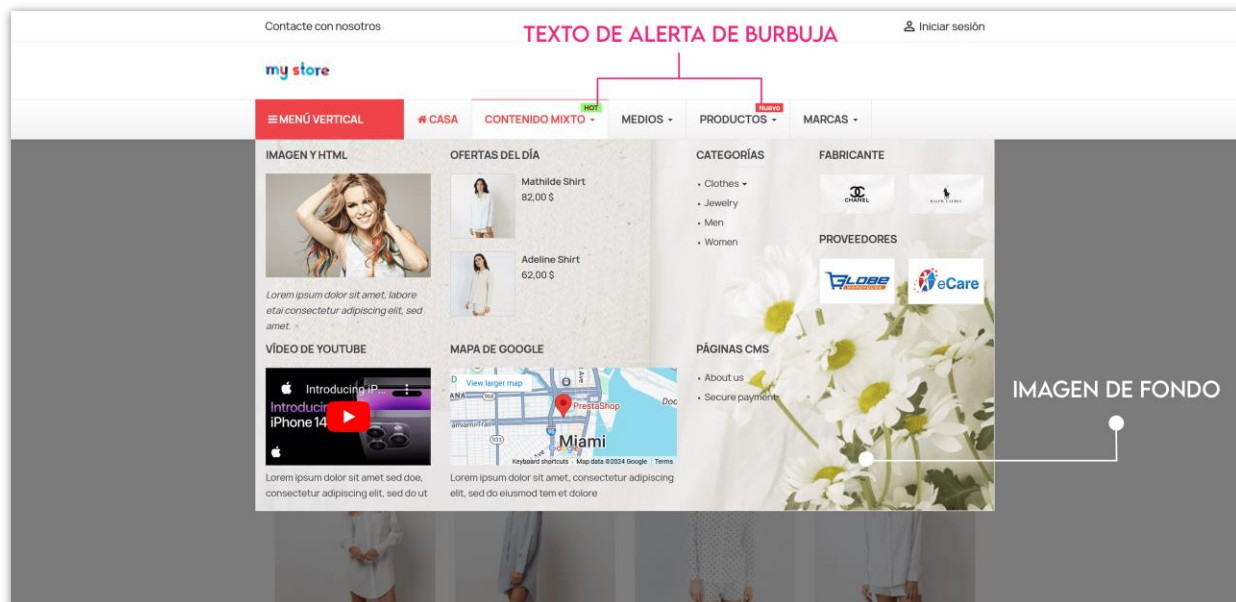 Contacte con nosotros
TEXTO DE ALERTA DE BURBUJA
Iniciar sesión
my store
HOT
Nuevo
MENÚ VERTICAL
CASA
CONTENIDO MIXTO
MEDIOS
PRODUCTOS
MARCAS
IMAGEN Y HTML
Lorem ipsum dolor sit amet, labore
etai consectetur adipiscing elit, sed
amet.
OFERTAS DEL DÍA
Mathilde Shirt
82,00 $
Adeline Shirt
62,00 $
CATEGORÍAS
• Clothes
• Jewelry
• Men
• Women
FABRICANTE
CHANEL
RALPH LAUREN
PROVEEDORES
GLOBE
WAREHOUSE
eCare
VÍDEO DE YOUTUBE
Introducing iP...
Introducin
iPhone 14
Lorem ipsum dolor sit amet sed doe,
consectetur adipiscing elit, sed do ut
MAPA DE GOOGLE
View larger map
PrestaShop
Miami
Google
Keyboard shortcuts
Map data ©2024 Google
Terms
Lorem ipsum dolor sit amet, consectetur adipiscing
elit, sed do eiusmod tem et dolore
PÁGINAS CMS
• About us
• Secure payment
IMAGEN DE FONDO